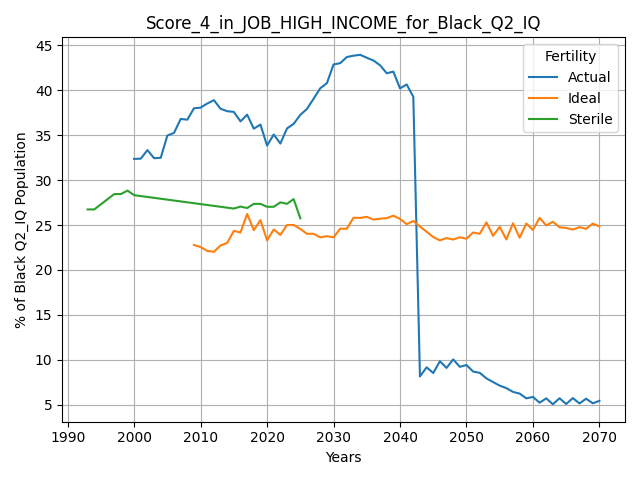 Score_4_in_JOB_HIGH_INCOME_for_Black_Q2_IQ
Fertility
Actual
Ideal
Sterile
% of Black Q2_IQ Population
45
40
35
30
25
20
15
10
5
1990 2000 2010 2020 2030 2040 2050 2060 2070
Years